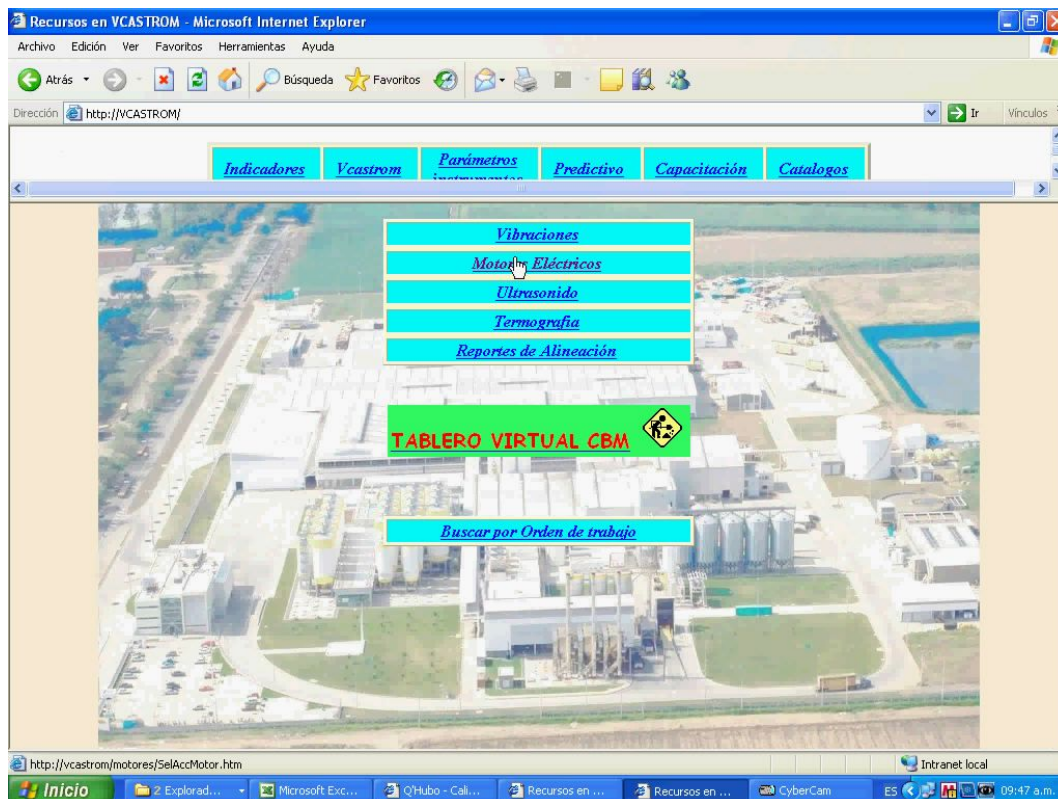 Recursos en VCASTROM - Microsoft Internet Explorer
Archivo Edición Ver Favoritos Herramientas Ayuda
Atrás Búsqueda Favoritos
Dirección http://VCASTROM/ Ir Vínculos
Indicadores Vcastrom Parámetros instrumentos Predictivo Capacitación Catalogos
Vibraciones
Motores Eléctricos
Ultrasonido
Termografia
Reportes de Alineación
TABLERO VIRTUAL CBM
Buscar por Orden de trabajo
http://vcastrom/motores/SelAccMotor.htm Intranet local
Inicio 2 Explorad... Microsoft Exc... Q'Hubo - Cali... Recursos en ... Recursos en ... CyberCam ES 09:47 a.m.